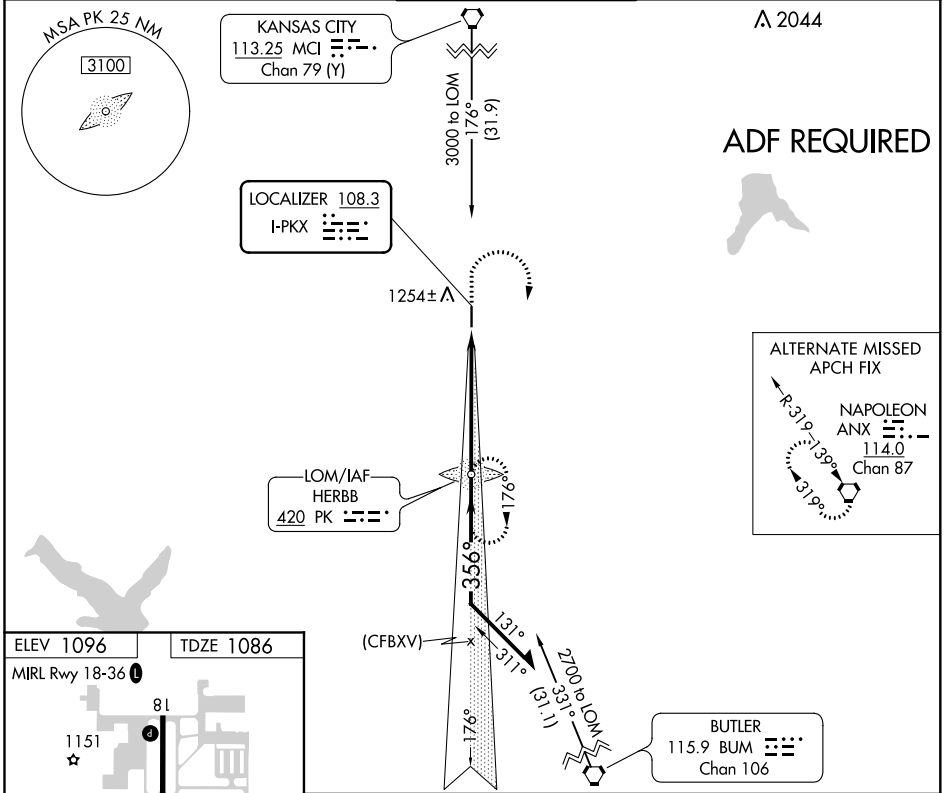 MSA PK 25 NM
3100
KANSAS CITY
113.25 MCI
Chan 79 (Y)
3000 to LOM
176°
(31.9)
2044
ADF REQUIRED
LOCALIZER 108.3
I-PKX
1254±
ALTERNATE MISSED
APCH FIX
R-319
139°
319°
NAPOLEON
ANX
114.0
Chan 87
LOM/IAF
HERBB
420 PK
176°
356°
(CFBXV)
131°
311°
2700 to LOM
331°
(31.1)
176°
BUTLER
115.9 BUM
Chan 106
ELEV 1096
TDZE 1086
MIRL Rwy 18-36 L
18
P
1151